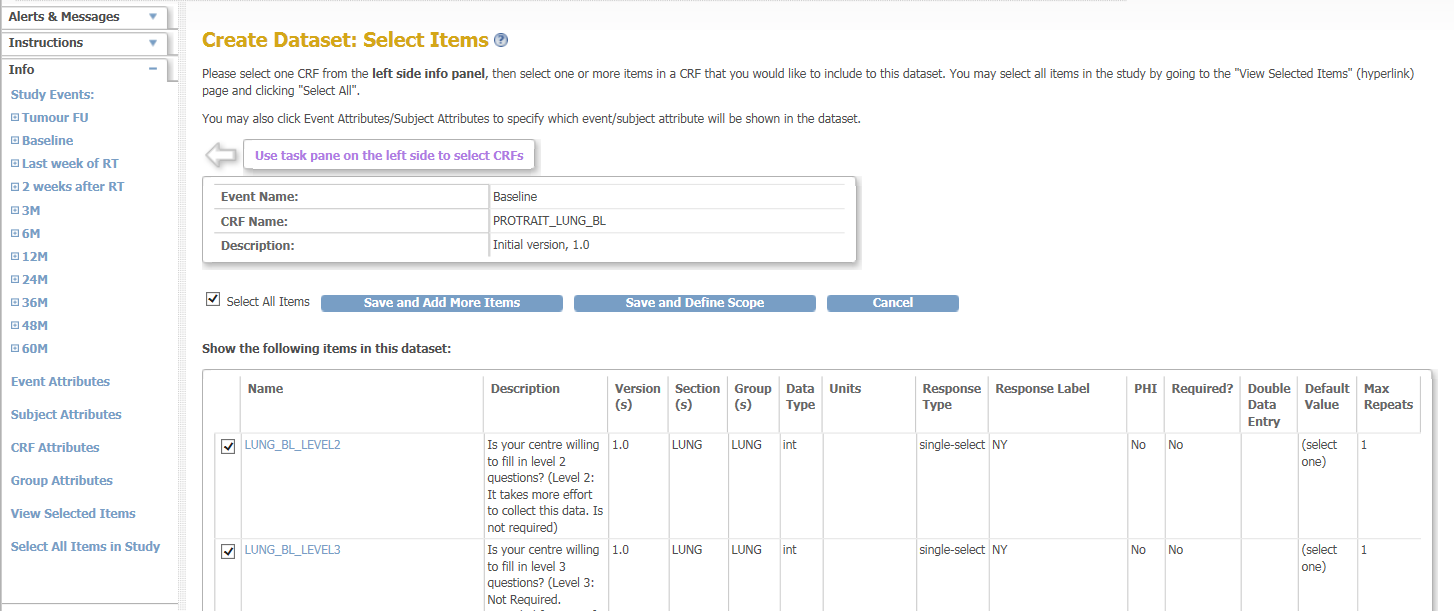 Alerts & Messages
Instructions
Info
Study Events:
Tumour FU
Baseline
Last week of RT
2 weeks after RT
3M
6M
12M
24M
36M
48M
60M
Event Attributes
Subject Attributes
CRF Attributes
Group Attributes
View Selected Items
Select All Items in Study
Create Dataset: Select Items ?
Please select one CRF from the left side info panel, then select one or more items in a CRF that you would like to include to this dataset. You may select all items in the study by going to the "View Selected Items" (hyperlink)
page and clicking "Select All".
You may also click Event Attributes/Subject Attributes to specify which event/subject attribute will be shown in the dataset.
Use task pane on the left side to select CRFs
Event Name: Baseline
CRF Name: PROTRAIT_LUNG_BL
Description: Initial version, 1.0
Select All Items Save and Add More Items Save and Define Scope Cancel
Show the following items in this dataset:
Name Description Version Section Group Data Units Response Response Label PHI Required? Double Default Max
(s) (s) (s) Type Type Data Value Repeats
Entry
LUNG_BL_LEVEL2 Is your centre willing 1.0 LUNG LUNG int single-select NY No No (select 1
to fill in level 2 one)
questions? (Level 2:
It takes more effort
to collect this data. Is
not required)
LUNG_BL_LEVEL3 Is your centre willing 1.0 LUNG LUNG int single-select NY No No (select 1
to fill in level 3 one)
questions? (Level 3:
Not Required.